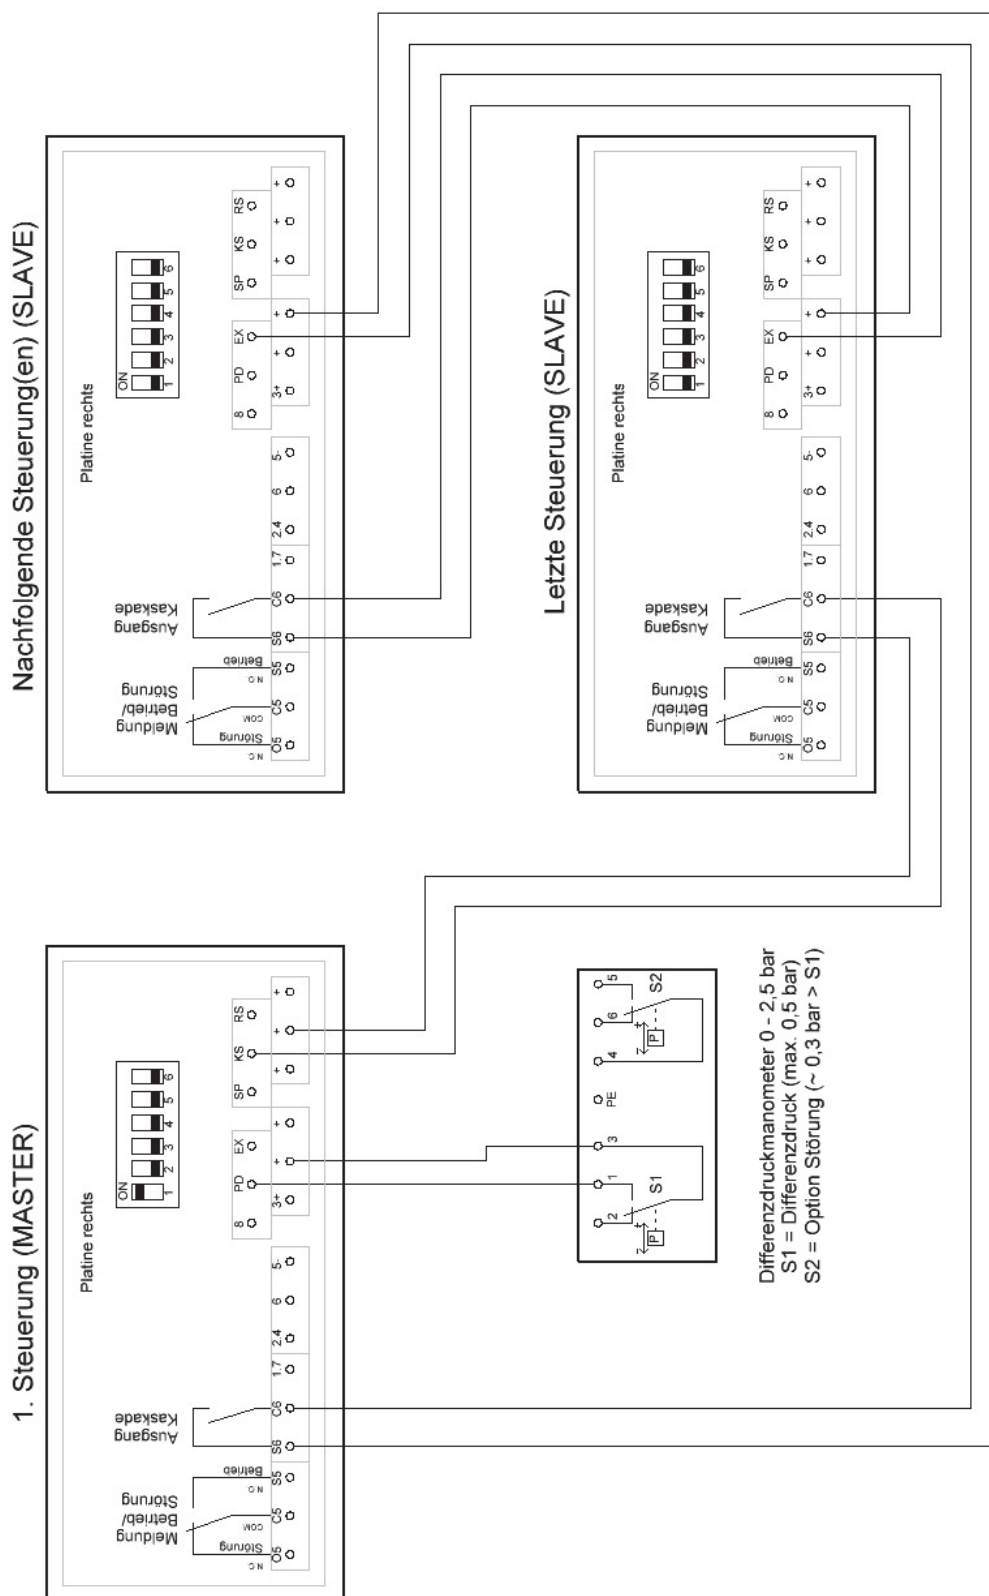 1. Steuerung (MASTER)
Platine rechts
ON
1 2 3 4 5 6
Meldung
Betrieb/
Störung
Ausgang
Kaskade
Störung
Betrieb
N.C
COM
N.O
O5 C5 S5 S6 C6 1.7 2.4 6 5-
8 PD EX SP KS RS
3+ + + + + +
Nachfolgende Steuerung(en) (SLAVE)
Platine rechts
ON
1 2 3 4 5 6
Meldung
Betrieb/
Störung
Ausgang
Kaskade
Störung
Betrieb
N.C
COM
N.O
O5 C5 S5 S6 C6 1.7 2.4 6 5-
8 PD EX SP KS RS
3+ + + + + +
Letzte Steuerung (SLAVE)
Platine rechts
ON
1 2 3 4 5 6
Meldung
Betrieb/
Störung
Ausgang
Kaskade
Störung
Betrieb
N.C
COM
N.O
O5 C5 S5 S6 C6 1.7 2.4 6 5-
8 PD EX SP KS RS
3+ + + + + +
2 1 3 PE 4 6 5
P S1 P S2
Differenzdruckmanometer 0 - 2,5 bar
S1 = Differenzdruck (max. 0,5 bar)
S2 = Option Störung (~ 0,3 bar > S1)